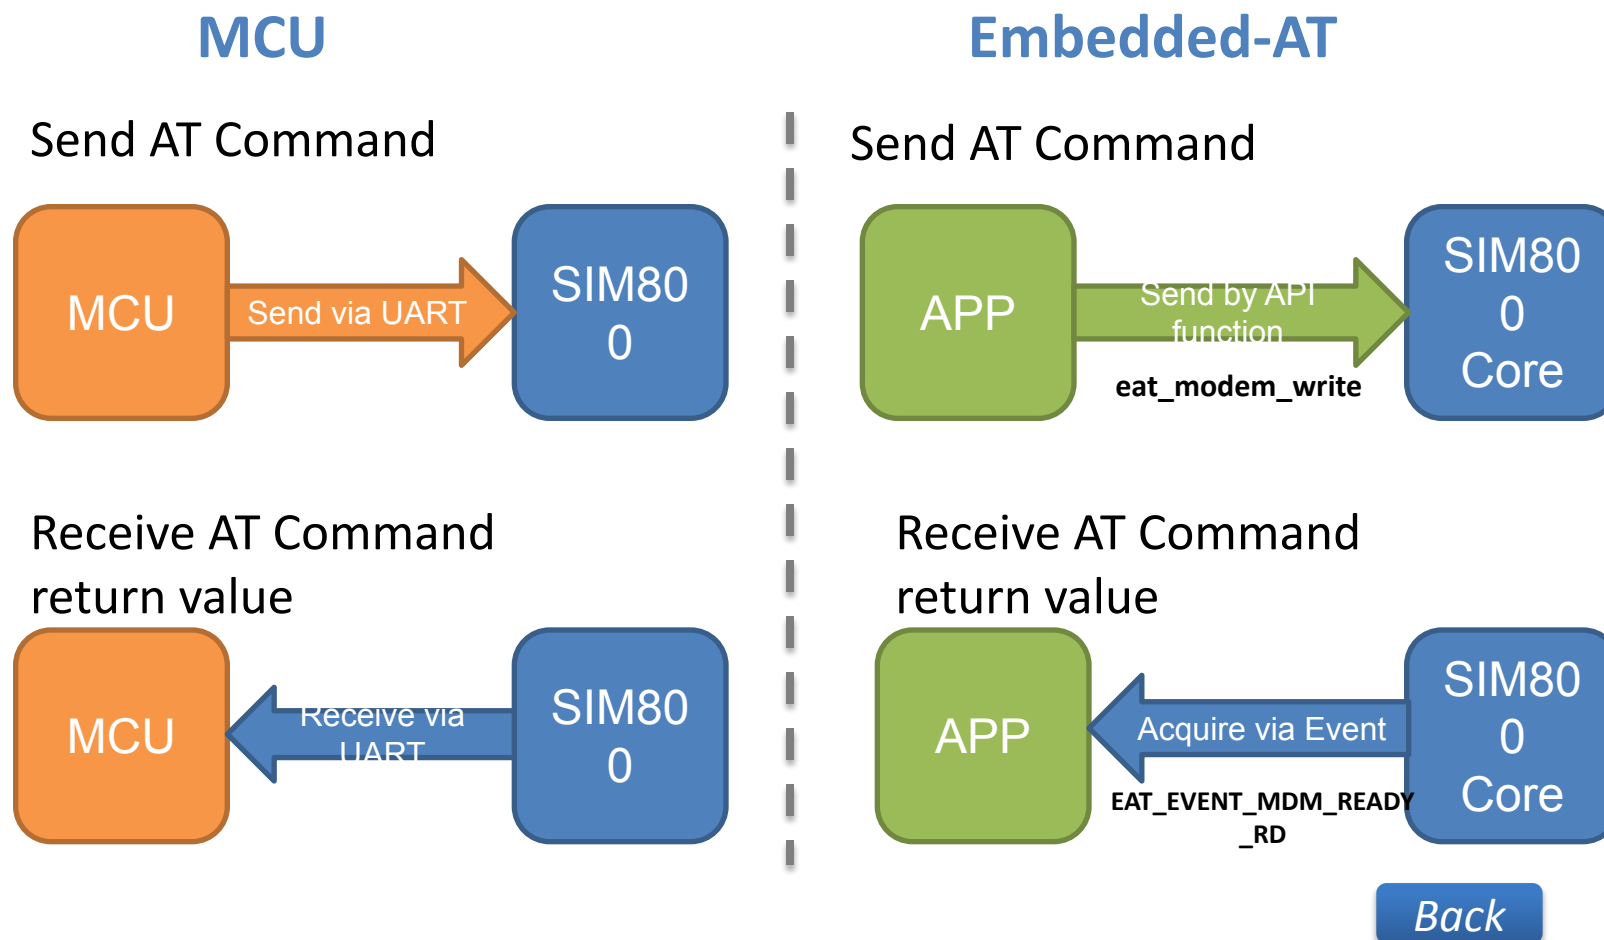 MCU
Embedded-AT
Send AT Command
Send AT Command
MCU
Send via UART
SIM80
0
APP
Send by API
function
eat_modem_write
SIM80
0
Core
Receive AT Command
return value
Receive AT Command
return value
MCU
Receive via
UART
SIM80
0
APP
Acquire via Event
EAT_EVENT_MDM_READY
_RD
SIM80
0
Core
Back